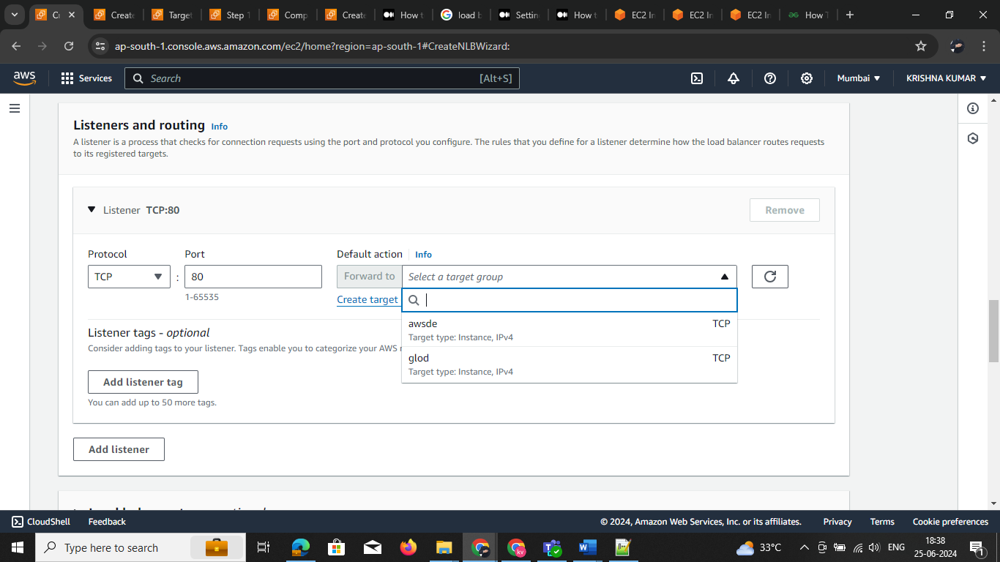 Cr
Create
Target
Step 1
Comp
Create
How t
load b
Settin
How t
EC2 In
EC2 In
EC2 In
How T
ap-south-1.console.aws.amazon.com/ec2/home?region=ap-south-1#CreateNLBWizard:
aws
Services
Search
[Alt+S]
Mumbai
KRISHNA KUMAR
Listeners and routing Info
A listener is a process that checks for connection requests using the port and protocol you configure. The rules that you define for a listener determine how the load balancer routes requests
to its registered targets.
Listener TCP:80
Remove
Protocol
Port
Default action Info
TCP
:
80
Forward to
Select a target group
1-65535
Create target
awsde TCP
Target type: Instance, IPv4
glod TCP
Target type: Instance, IPv4
Listener tags - optional
Consider adding tags to your listener. Tags enable you to categorize your AWS
Add listener tag
You can add up to 50 more tags.
Add listener
CloudShell
Feedback
© 2024, Amazon Web Services, Inc. or its affiliates.
Privacy
Terms
Cookie preferences
Type here to search
33°C
ENG
18:38
25-06-2024
1